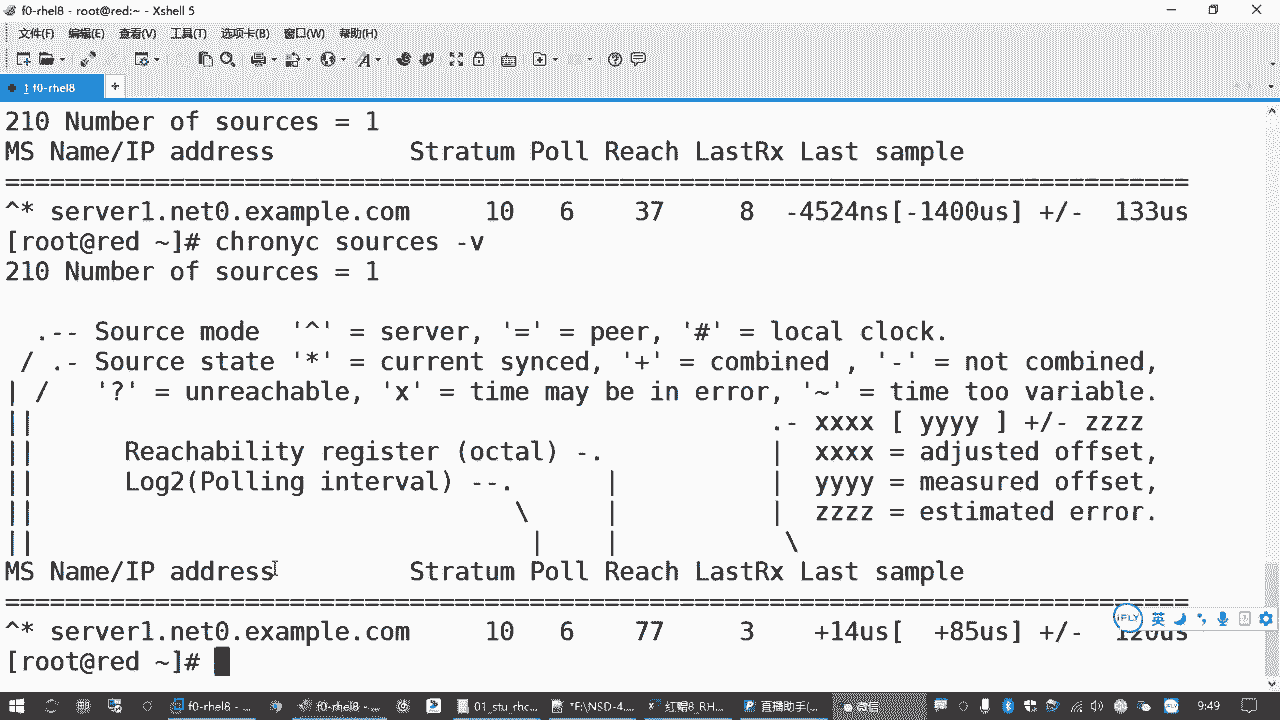 f0-rhel8 - root@red:~ - Xshell 5
文件(F) 编辑(E) 查看(V) 工具(T) 选项卡(B) 窗口(W) 帮助(H)
1 f0-rhel8 +
210 Number of sources = 1
MS Name/IP address         Stratum Poll Reach LastRx Last sample
===============================================================================
^* server1.net0.example.com     10   6    37     8  -4524ns[-1400us] +/-  133us
[root@red ~]# chronyc sources -v
210 Number of sources = 1
  .-- Source mode  '^' = server, '=' = peer, '#' = local clock.
 / .- Source state '*' = current synced, '+' = combined , '-' = not combined,
| /   '?' = unreachable, 'x' = time may be in error, '~' = time too variable.
||                                                 .- xxxx [ yyyy ] +/- zzzz
||      Reachability register (octal) -.           |  xxxx = adjusted offset,
||      Log2(Polling interval) --.      |          |  yyyy = measured offset,
||                                \     |          |  zzzz = estimated error.
||                                 |    |           \
MS Name/IP address         Stratum Poll Reach LastRx Last sample
===============================================================================
^* server1.net0.example.com     10   6    77     3    +14us[  +85us] +/-  120us
[root@red ~]#
iFLY 英
f0-rhel8 - ... f0-rhel8 - ... 01_stu_rhc... *F:\NSD-4... 红帽8_RH... 直播助手(... 9:49